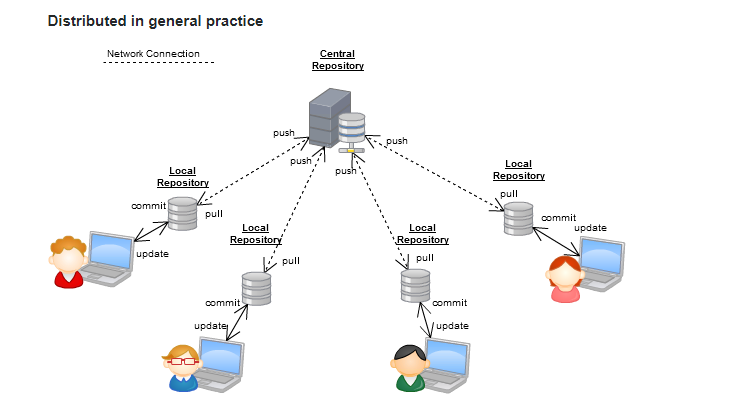 Distributed in general practice
Network Connection
Central
Repository
push
push
push
push
Local
Repository
Local
Repository
commit
pull
pull
commit
update
Local
Repository
Local
Repository
update
pull
pull
commit
commit
update
update